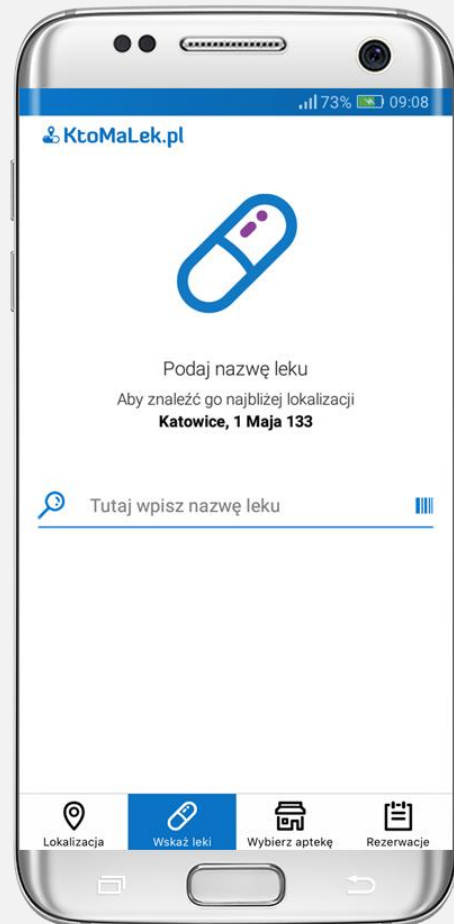 73% 09:08
KtoMaLek.pl
Podaj nazwę leku
Aby znaleźć go najbliżej lokalizacji
Katowice, 1 Maja 133
Tutaj wpisz nazwę leku
Lokalizacja Wskaż leki Wybierz aptekę Rezerwacje